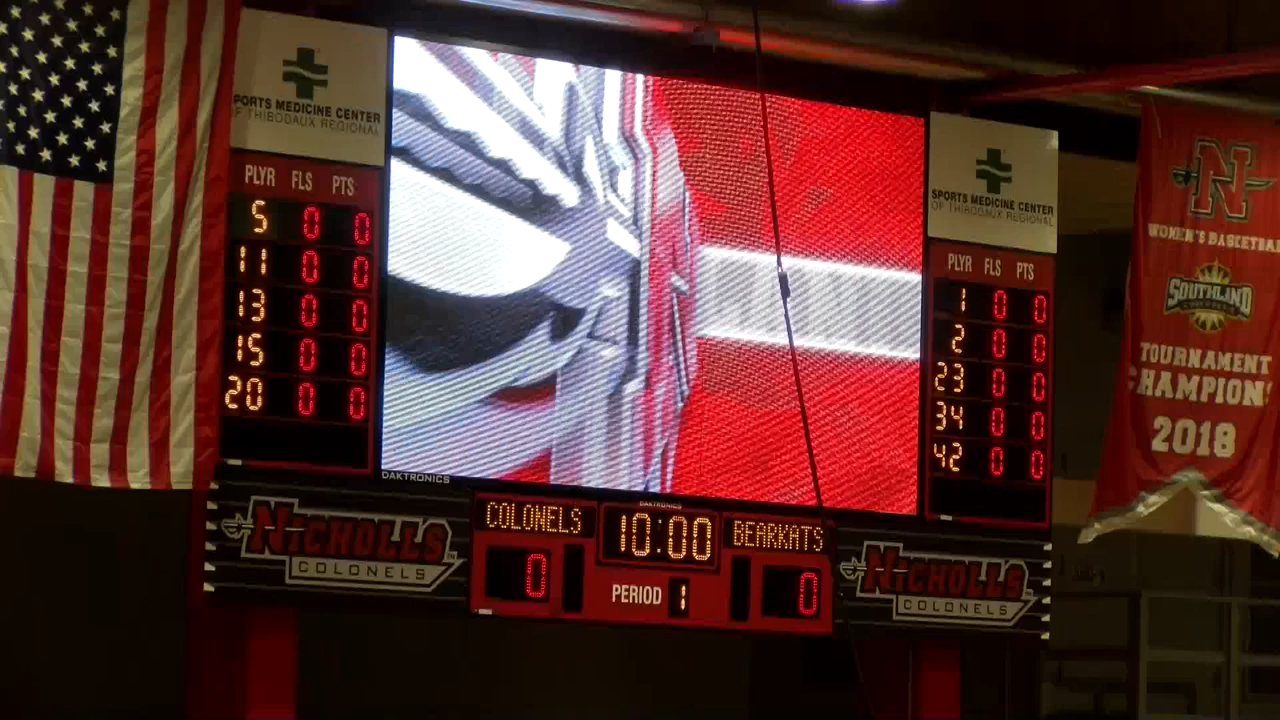 SPORTS MEDICINE CENTER
OF THIBODAUX REGIONAL
PLYR FLS PTS
5 0 0
11 0 0
13 0 0
15 0 0
20 0 0
DAKTRONICS
SPORTS MEDICINE CENTER
OF THIBODAUX REGIONAL
PLYR FLS PTS
1 0 0
2 0 0
23 0 0
34 0 0
42 0 0
N
WOMEN'S BASKETBALL
SOUTHLAND
TOURNAMENT
CHAMPIONS
2018
NICHOLLS™
COLONELS
DAKTRONICS
COLONELS 10:00 BEARKATS
0 PERIOD 1 0
NICHOLLS
COLONELS